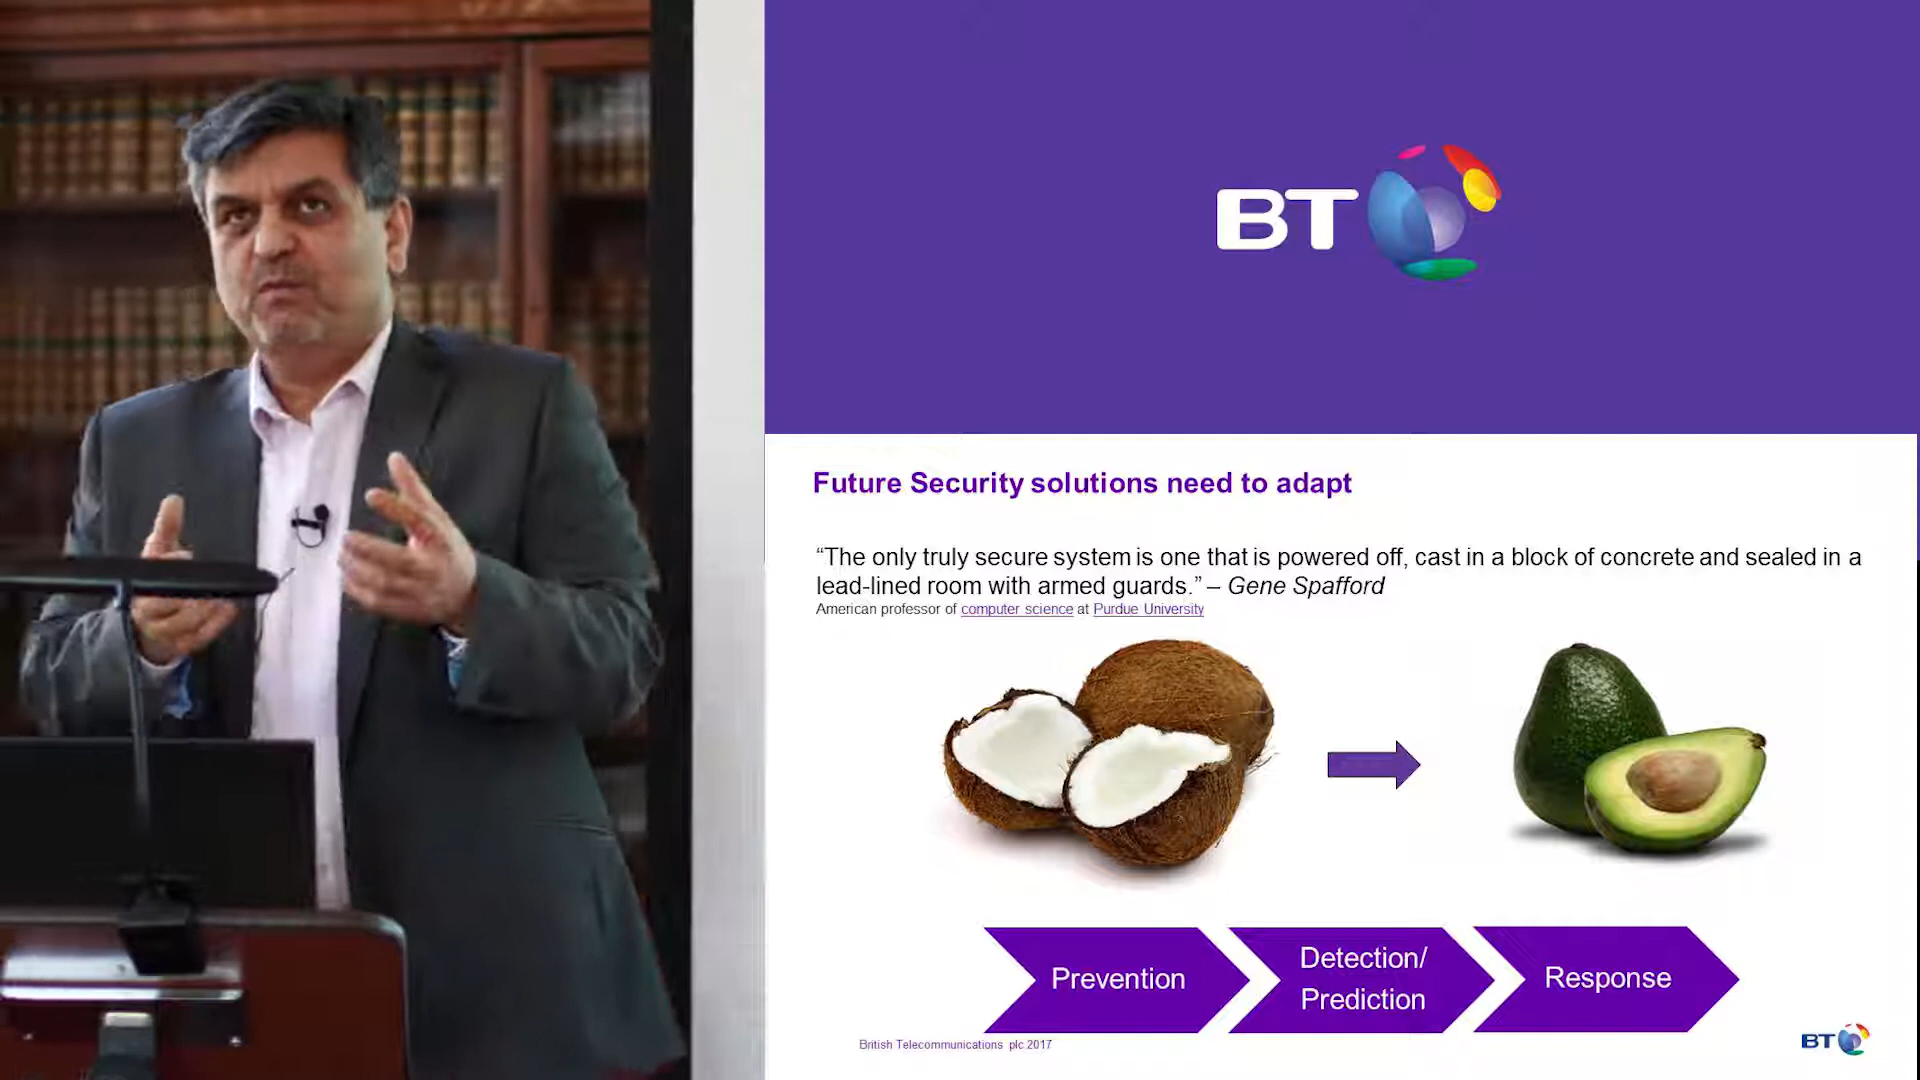 BT
Future Security solutions need to adapt
“The only truly secure system is one that is powered off, cast in a block of concrete and sealed in a
lead-lined room with armed guards.” – Gene Spafford
American professor of computer science at Purdue University
Prevention
Detection/
Prediction
Response
British Telecommunications plc 2017
BT